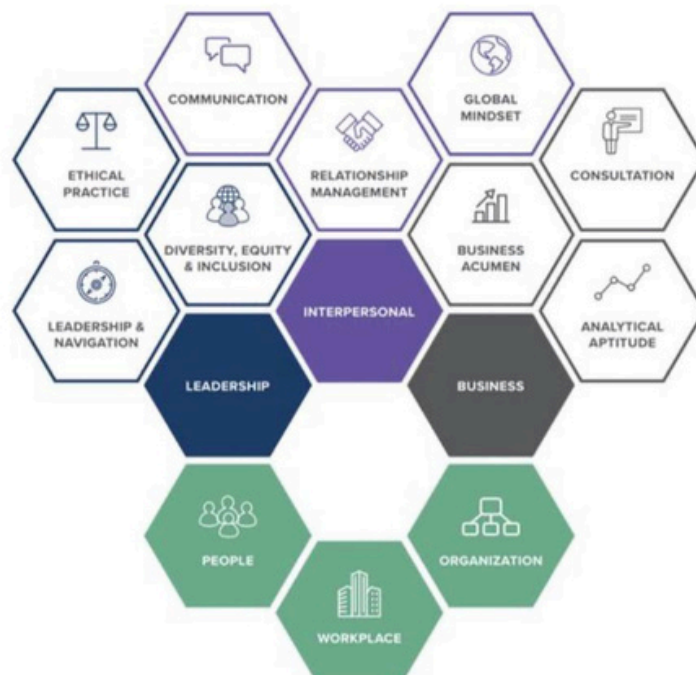 COMMUNICATION
GLOBAL
MINDSET
ETHICAL
PRACTICE
RELATIONSHIP
MANAGEMENT
CONSULTATION
DIVERSITY, EQUITY
& INCLUSION
BUSINESS
ACUMEN
LEADERSHIP &
NAVIGATION
INTERPERSONAL
ANALYTICAL
APTITUDE
LEADERSHIP
BUSINESS
PEOPLE
ORGANIZATION
WORKPLACE